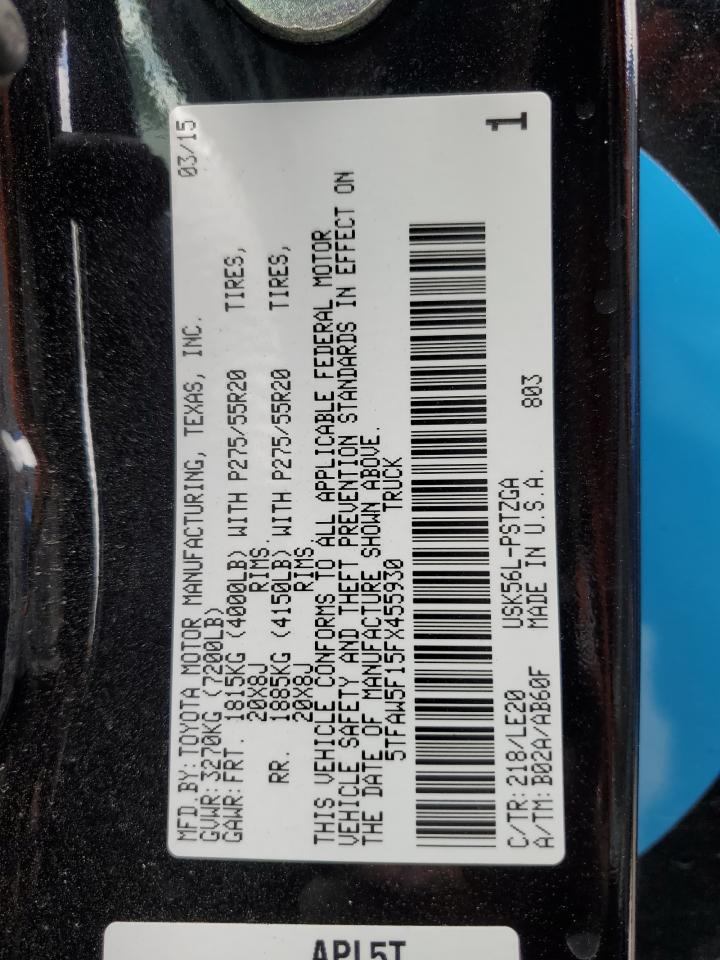 MFD.BY:TOYOTA MOTOR MANUFACTURING, TEXAS, INC. 03/15
GVWR:3270KG (7200LB)
GAWR:FRT. 1815KG (4000LB) WITH P275/55R20 TIRES,
20X8J RIMS
RR. 1885KG (4150LB) WITH P275/55R20 TIRES,
20X8J RIMS
THIS VEHICLE CONFORMS TO ALL APPLICABLE FEDERAL MOTOR
VEHICLE SAFETY AND THEFT PREVENTION STANDARDS IN EFFECT ON
THE DATE OF MANUFACTURE SHOWN ABOVE.
5TFAW5F15FX455930 TRUCK
C/TR:218/LE20 USK56L-PSTZGA 803
A/TM:B02A/AB60F MADE IN U.S.A.
1
APL5T